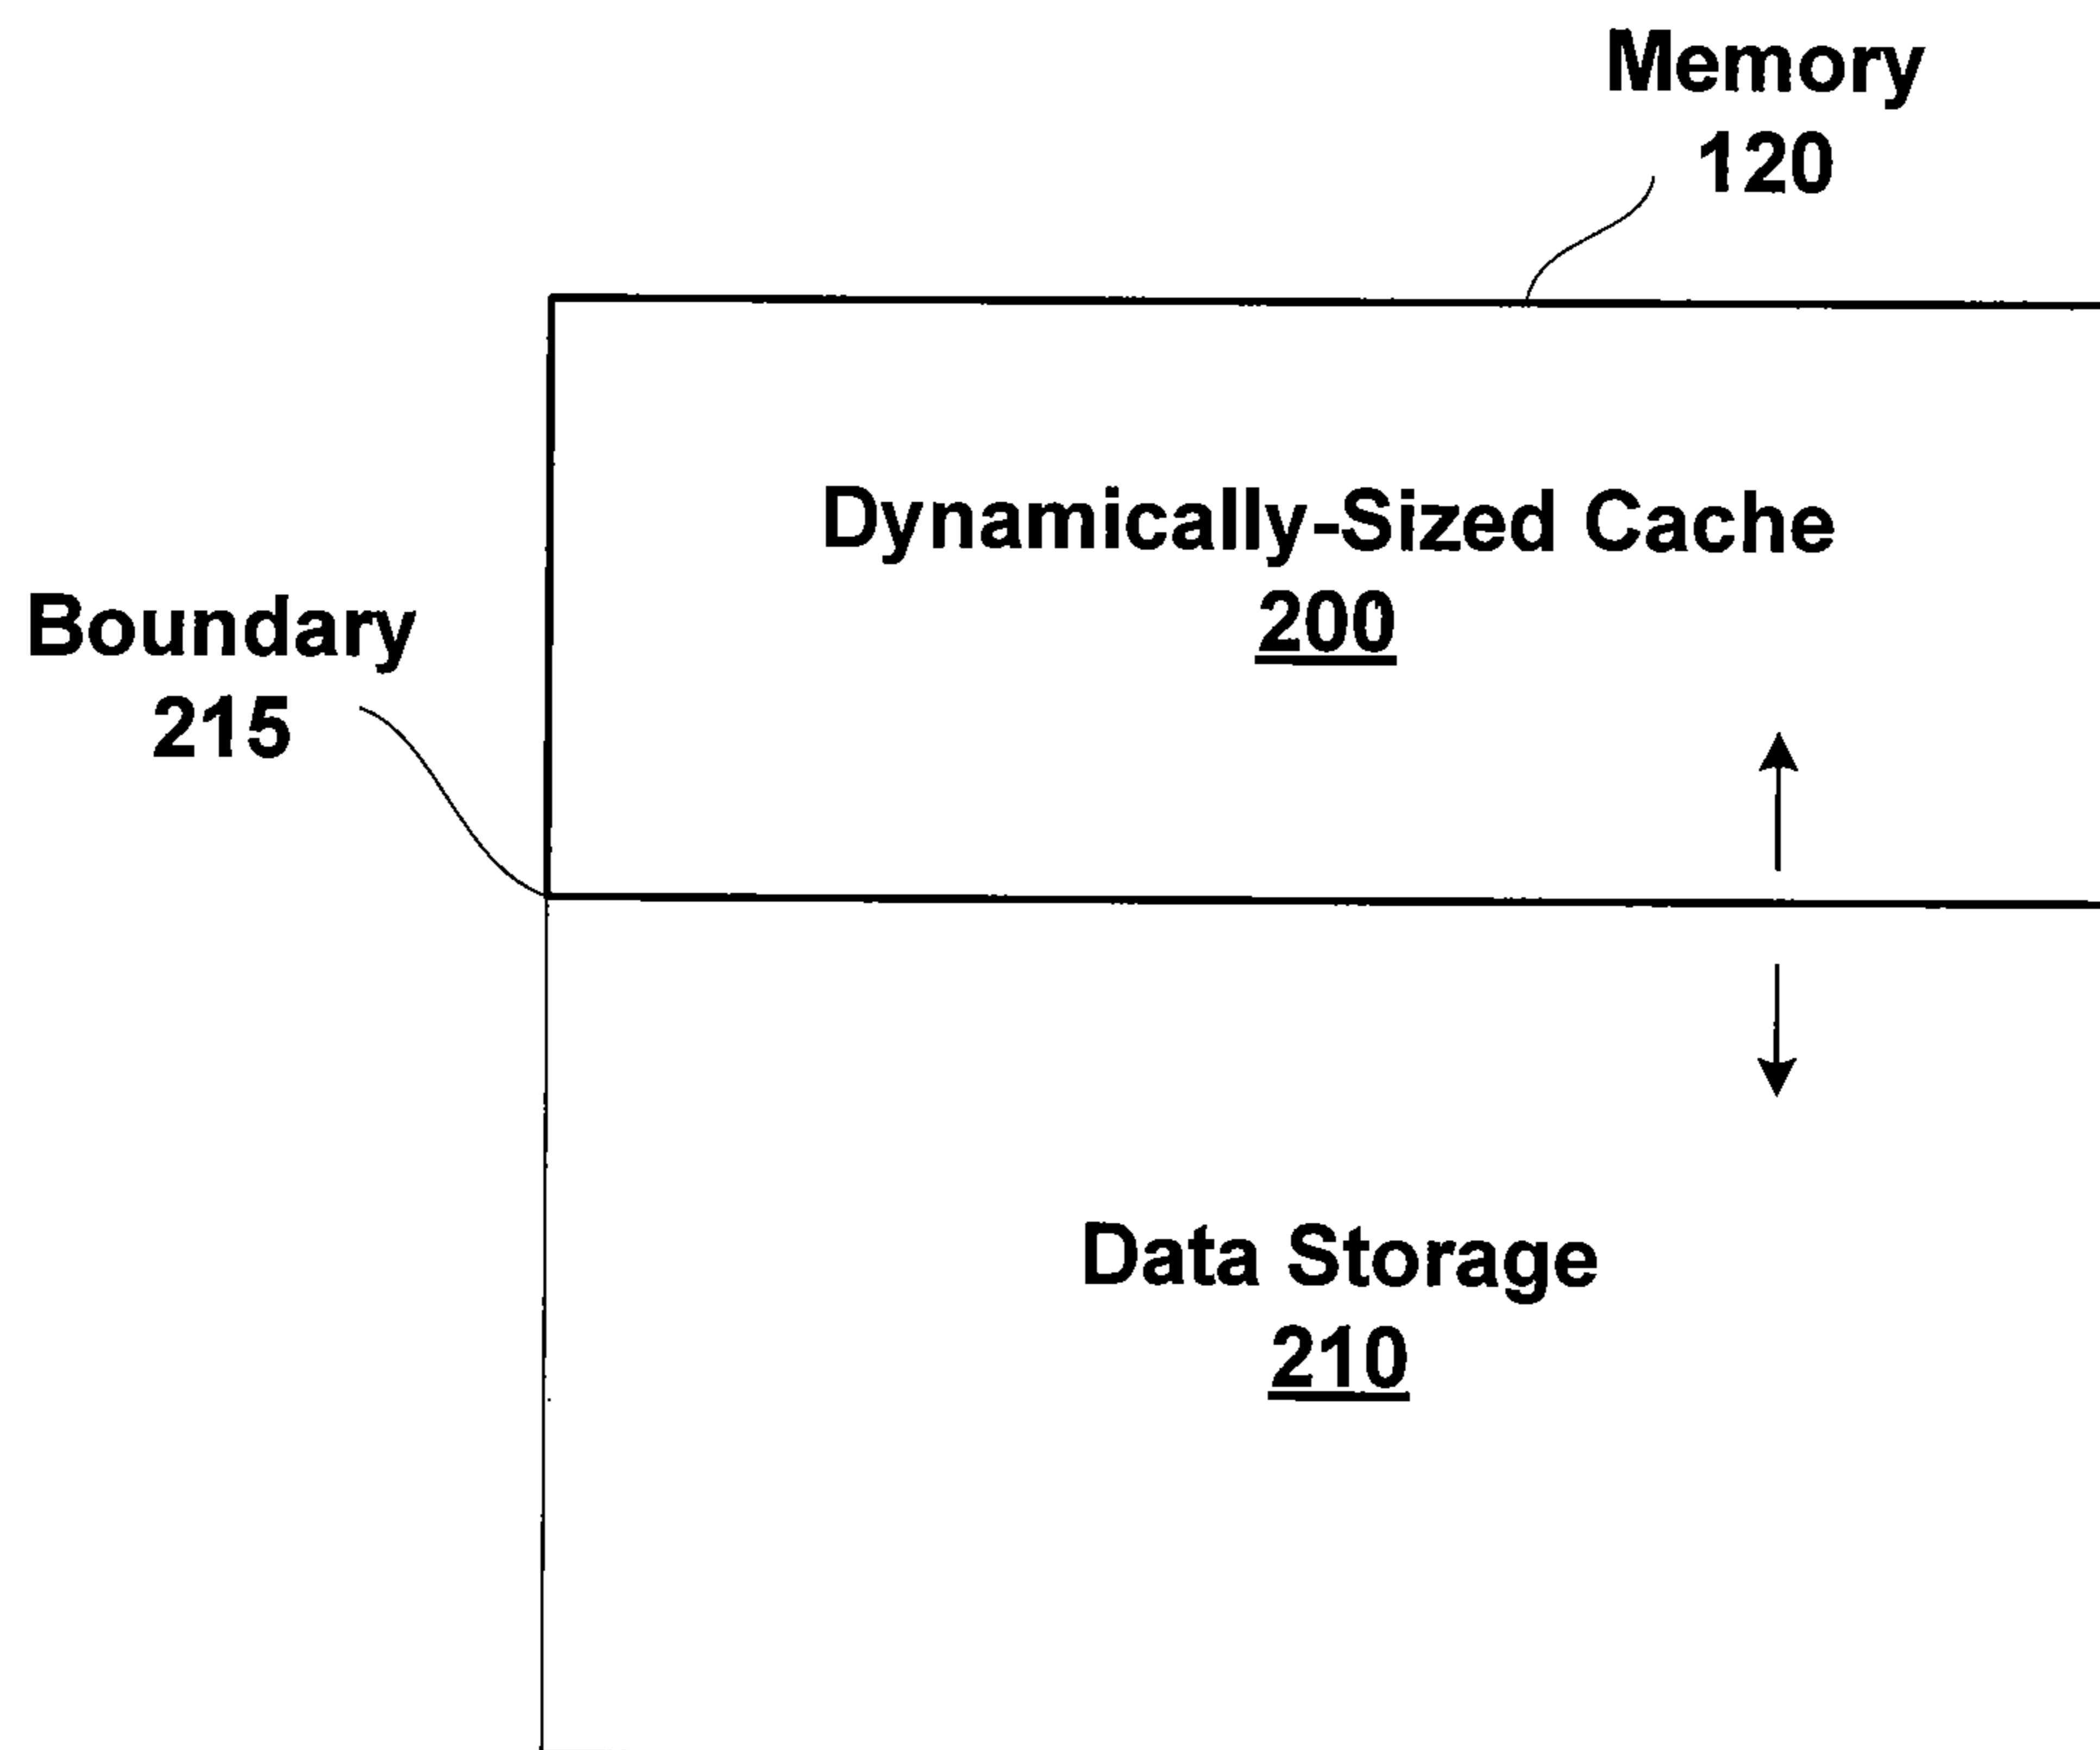 Memory
120
Dynamically-Sized Cache
200
Boundary
215
Data Storage
210